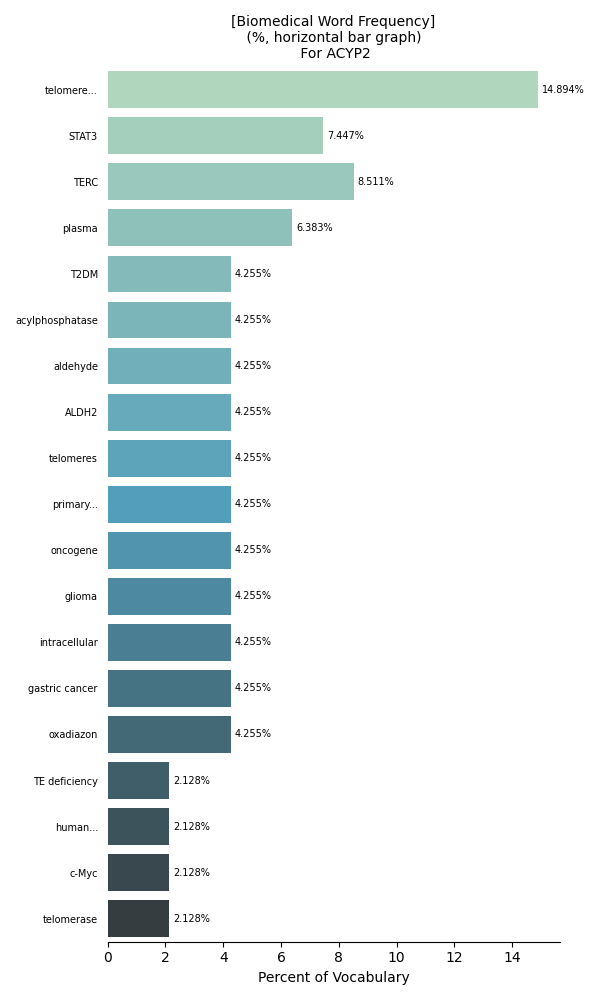 [Biomedical Word Frequency]
(%, horizontal bar graph)
For ACYP2
telomere... 14.894%
STAT3 7.447%
TERC 8.511%
plasma 6.383%
T2DM 4.255%
acylphosphatase 4.255%
aldehyde 4.255%
ALDH2 4.255%
telomeres 4.255%
primary... 4.255%
oncogene 4.255%
glioma 4.255%
intracellular 4.255%
gastric cancer 4.255%
oxadiazon 4.255%
TE deficiency 2.128%
human... 2.128%
c-Myc 2.128%
telomerase 2.128%
0 2 4 6 8 10 12 14
Percent of Vocabulary